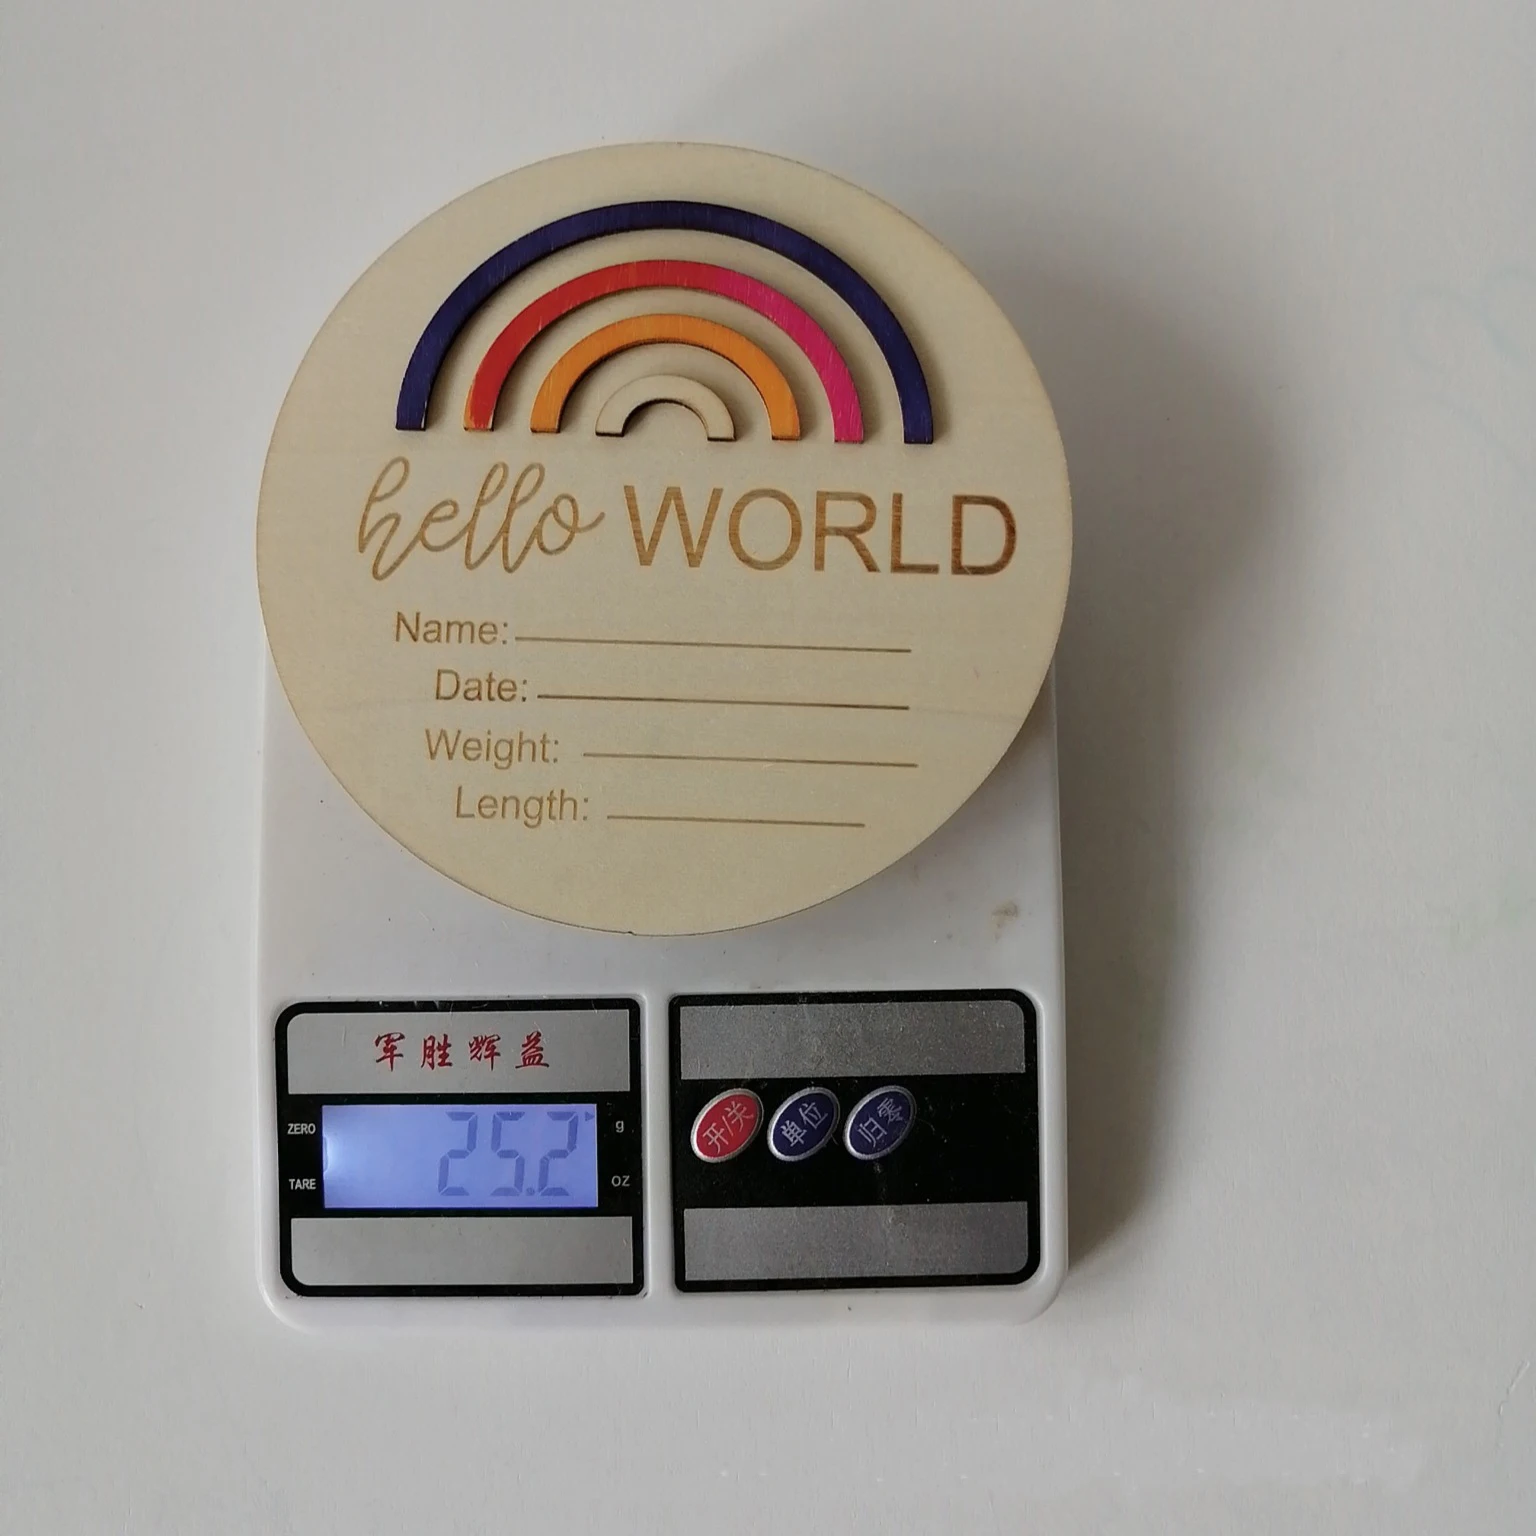 hello WORLD
Name:
Date:
Weight:
Length:
军胜辉益
ZERO
25.2
g
TARE
OZ
开/关
单位
归零